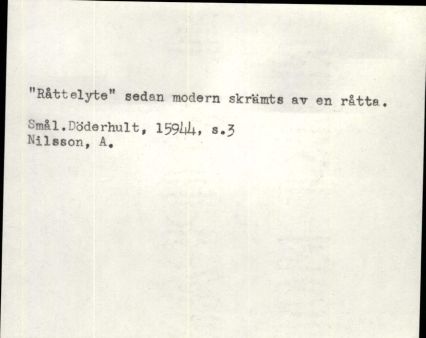 "Råttelyte" sedan modern skrämts av en råtta.
Smål.Döderhult, 15944, s.3
Nilsson, A.